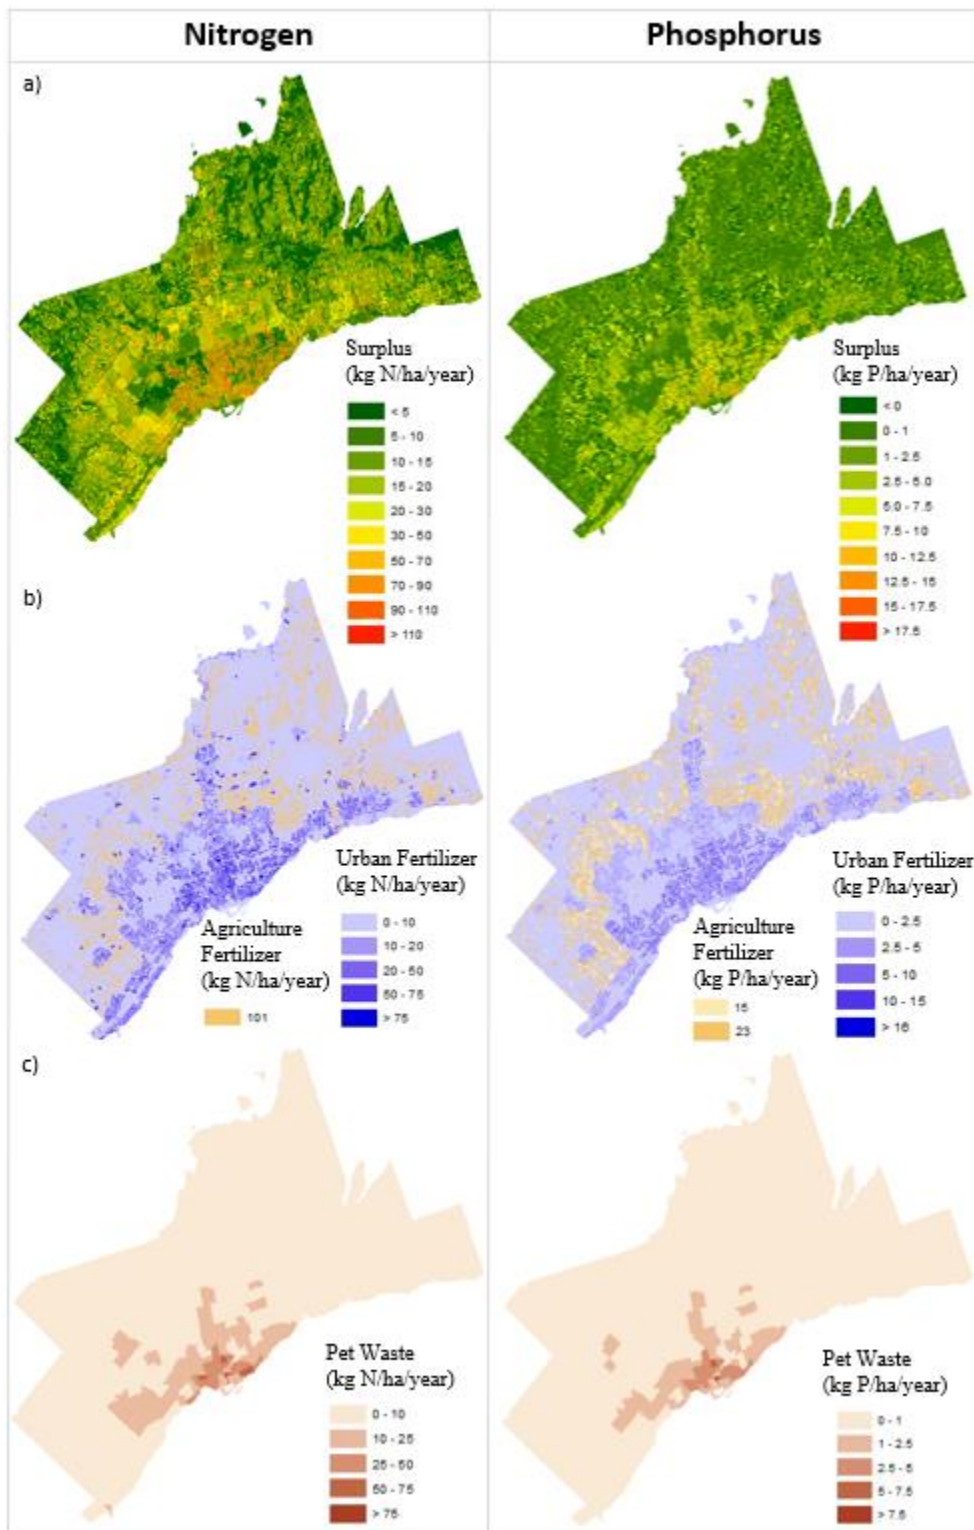 Nitrogen
Phosphorus
a)
Surplus
(kg N/ha/year)
< 5
5 - 10
10 - 15
15 - 20
20 - 30
30 - 50
50 - 70
70 - 90
90 - 110
> 110
Surplus
(kg P/ha/year)
< 0
0 - 1
1 - 2.5
2.5 - 5.0
5.0 - 7.5
7.5 - 10
10 - 12.5
12.5 - 15
15 - 17.5
> 17.5
b)
Agriculture
Fertilizer
(kg N/ha/year)
101
Urban Fertilizer
(kg N/ha/year)
0 - 10
10 - 20
20 - 50
50 - 75
> 75
Agriculture
Fertilizer
(kg P/ha/year)
15
23
Urban Fertilizer
(kg P/ha/year)
0 - 2.5
2.5 - 5
5 - 10
10 - 15
> 15
c)
Pet Waste
(kg N/ha/year)
0 - 10
10 - 25
25 - 50
50 - 75
> 75
Pet Waste
(kg P/ha/year)
0 - 1
1 - 2.5
2.5 - 5
5 - 7.5
> 7.5